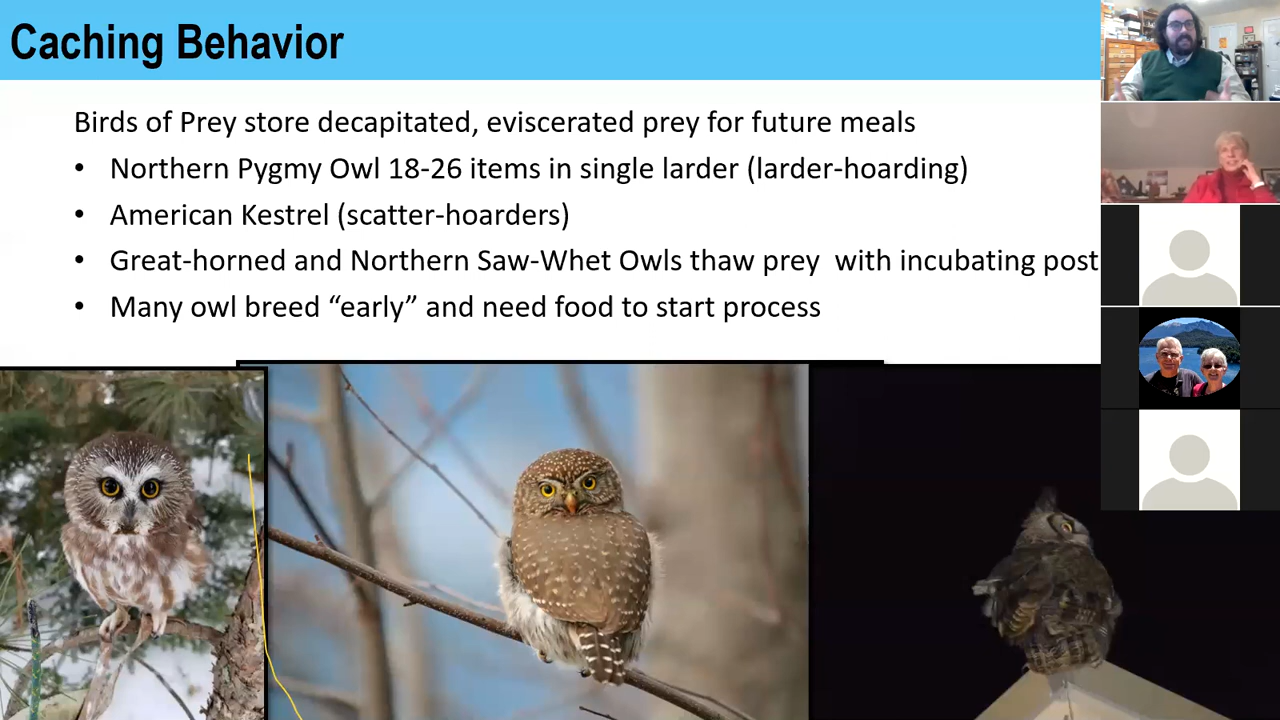 Caching Behavior
Birds of Prey store decapitated, eviscerated prey for future meals
• Northern Pygmy Owl 18-26 items in single larder (larder-hoarding)
• American Kestrel (scatter-hoarders)
• Great-horned and Northern Saw-Whet Owls thaw prey  with incubating post
• Many owl breed “early” and need food to start process